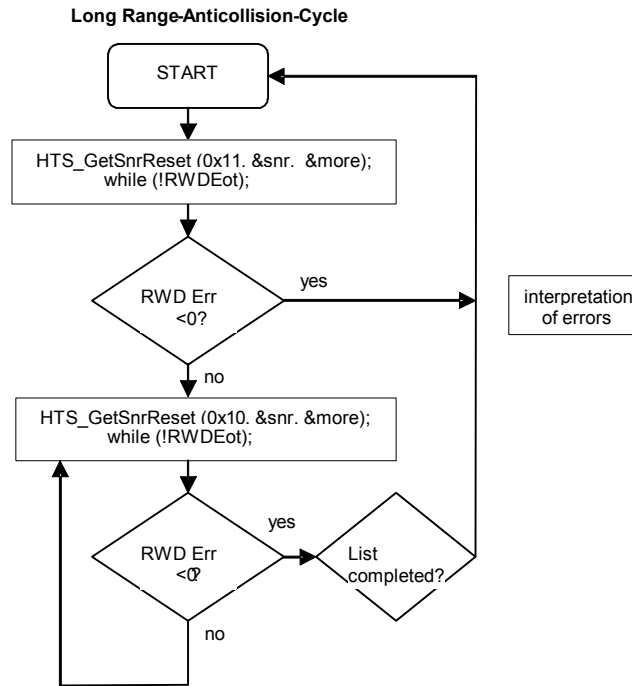 Long Range-Anticollision-Cycle
START
HTS_GetSnrReset (0x11. &snr. &more);
while (!RWDEot);
RWD Err
<0?
yes
interpretation
of errors
no
HTS_GetSnrReset (0x10. &snr. &more);
while (!RWDEot);
RWD Err
<0?
yes
List
completed?
no